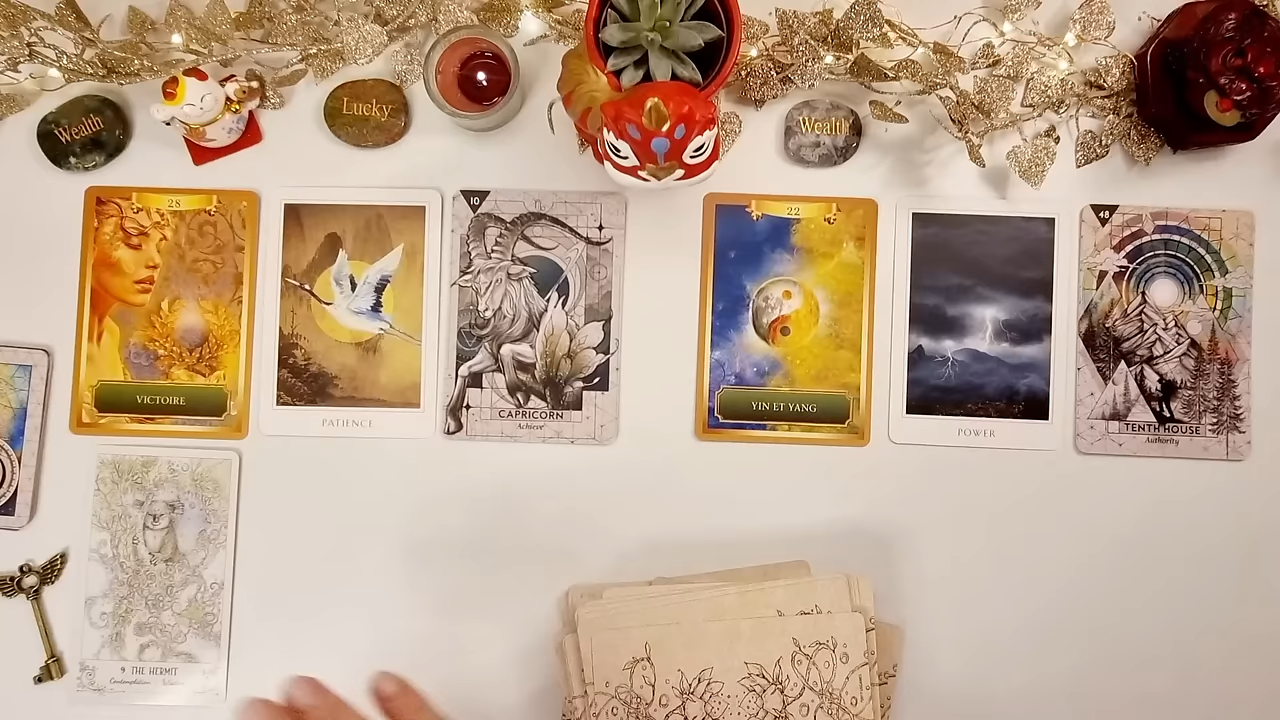 Wealth
Lucky
Wealth
28
VICTOIRE
PATIENCE
10
CAPRICORN
Achieve
22
YIN ET YANG
POWER
48
TENTH HOUSE
Authority
9 THE HERMIT
Contemplation